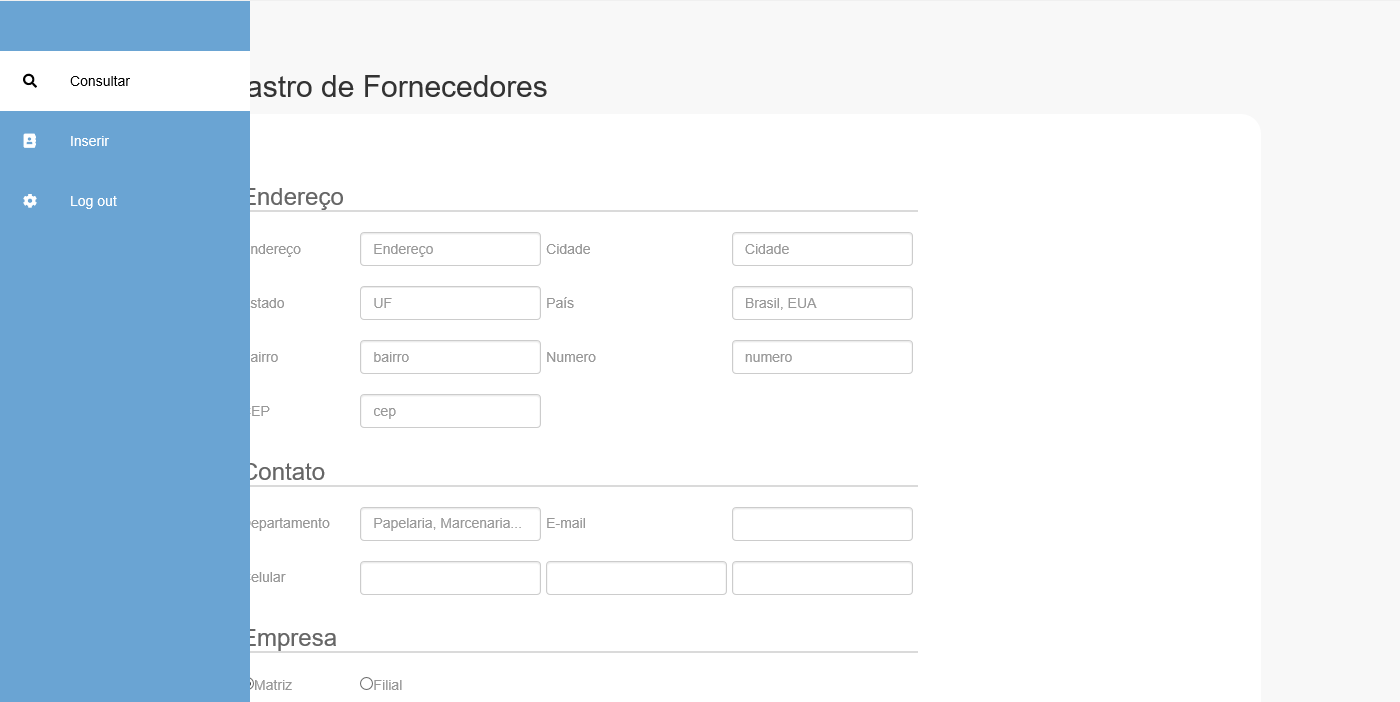 Consultar
Inserir
Log out
astro de Fornecedores
Endereço
ndereço Endereço Cidade Cidade
stado UF País Brasil, EUA
airro bairro Numero numero
EP cep
Contato
epartamento Papelaria, Marcenaria... E-mail
elular
Empresa
Matriz Filial